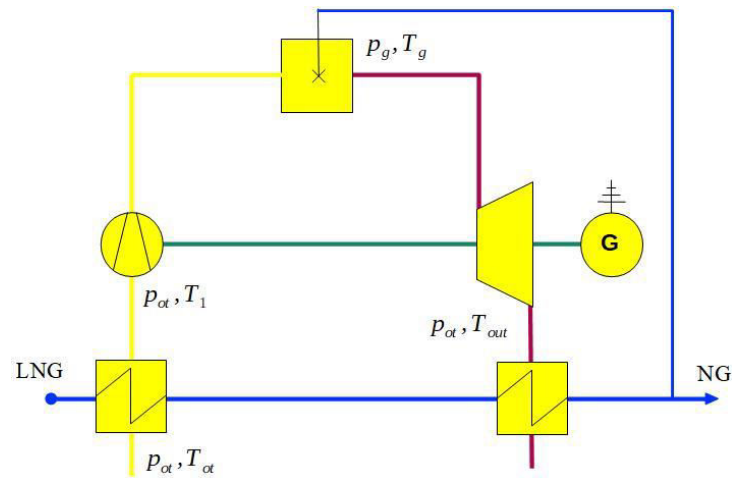 p_g, T_g
G
p_ot, T_1
p_ot, T_out
LNG
NG
p_ot, T_ot